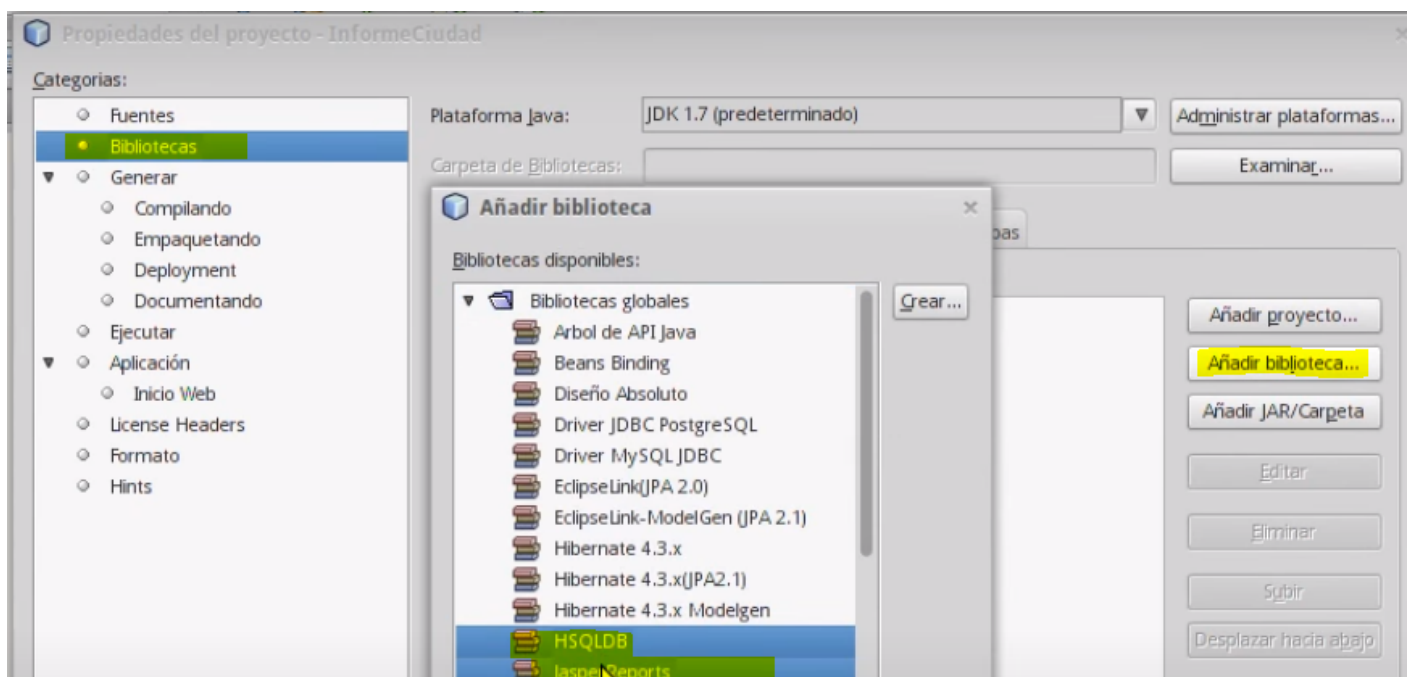 Propiedades del proyecto - InformeCiudad
Categorias:
Fuentes
Bibliotecas
Generar
Compilando
Empaquetando
Deployment
Documentando
Ejecutar
Aplicación
Inicio Web
License Headers
Formato
Hints
Plataforma Java:
JDK 1.7 (predeterminado)
Administrar plataformas...
Carpeta de Bibliotecas:
Examinar...
Añadir biblioteca
bas
Bibliotecas disponibles:
Bibliotecas globales
Arbol de API Java
Beans Binding
Diseño Absoluto
Driver JDBC PostgreSQL
Driver MySQL JDBC
EclipseLink(JPA 2.0)
EclipseLink-ModelGen (JPA 2.1)
Hibernate 4.3.x
Hibernate 4.3.x(JPA2.1)
Hibernate 4.3.x Modelgen
HSQLDB
JasperReports
Crear...
Añadir proyecto...
Añadir biblioteca...
Añadir JAR/Carpeta
Editar
Eliminar
Subir
Desplazar hacia abajo